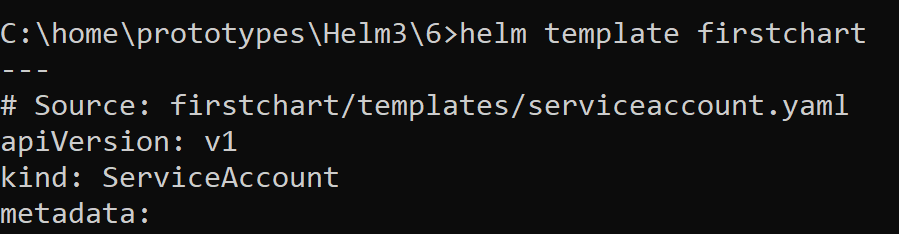 C:\home\prototypes\Helm3\6>helm template firstchart
---
# Source: firstchart/templates/serviceaccount.yaml
apiVersion: v1
kind: ServiceAccount
metadata: